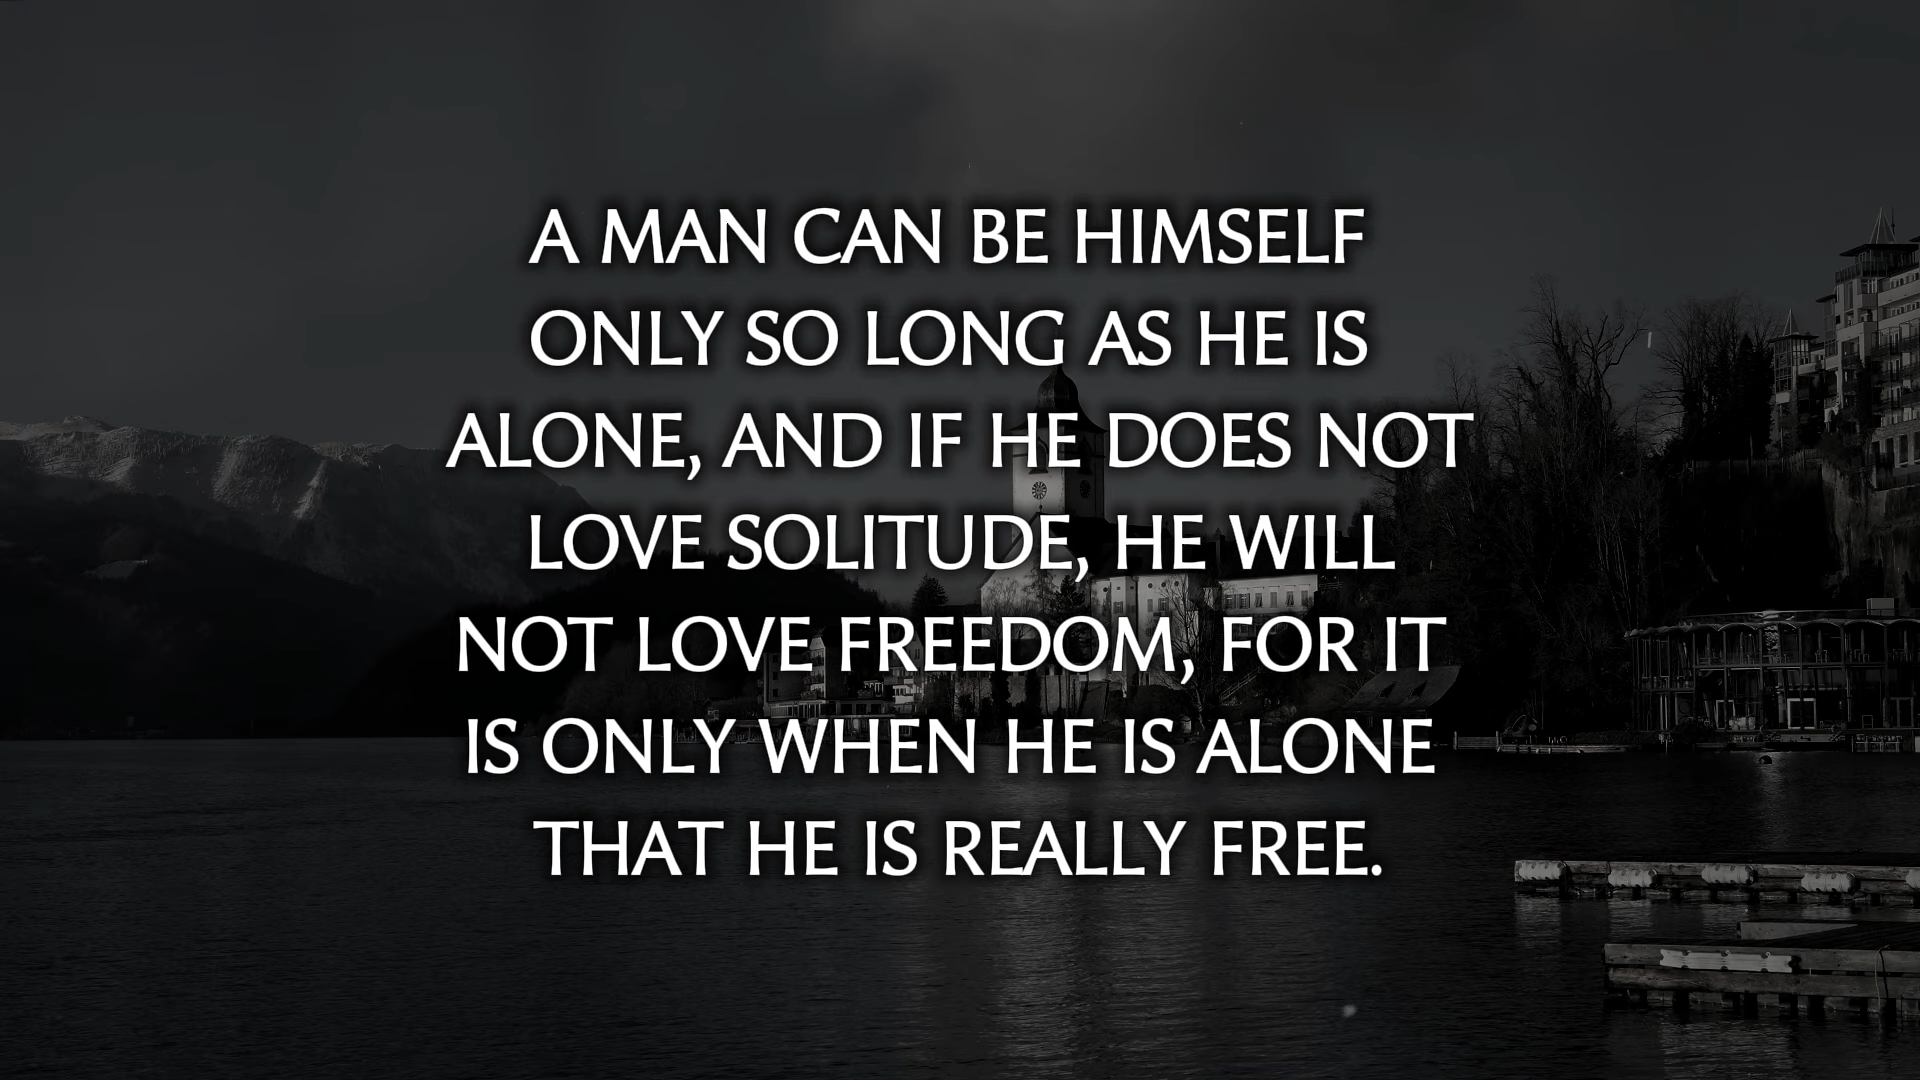 A MAN CAN BE HIMSELF
ONLY SO LONG AS HE IS
ALONE, AND IF HE DOES NOT
LOVE SOLITUDE, HE WILL
NOT LOVE FREEDOM, FOR IT
IS ONLY WHEN HE IS ALONE
THAT HE IS REALLY FREE.